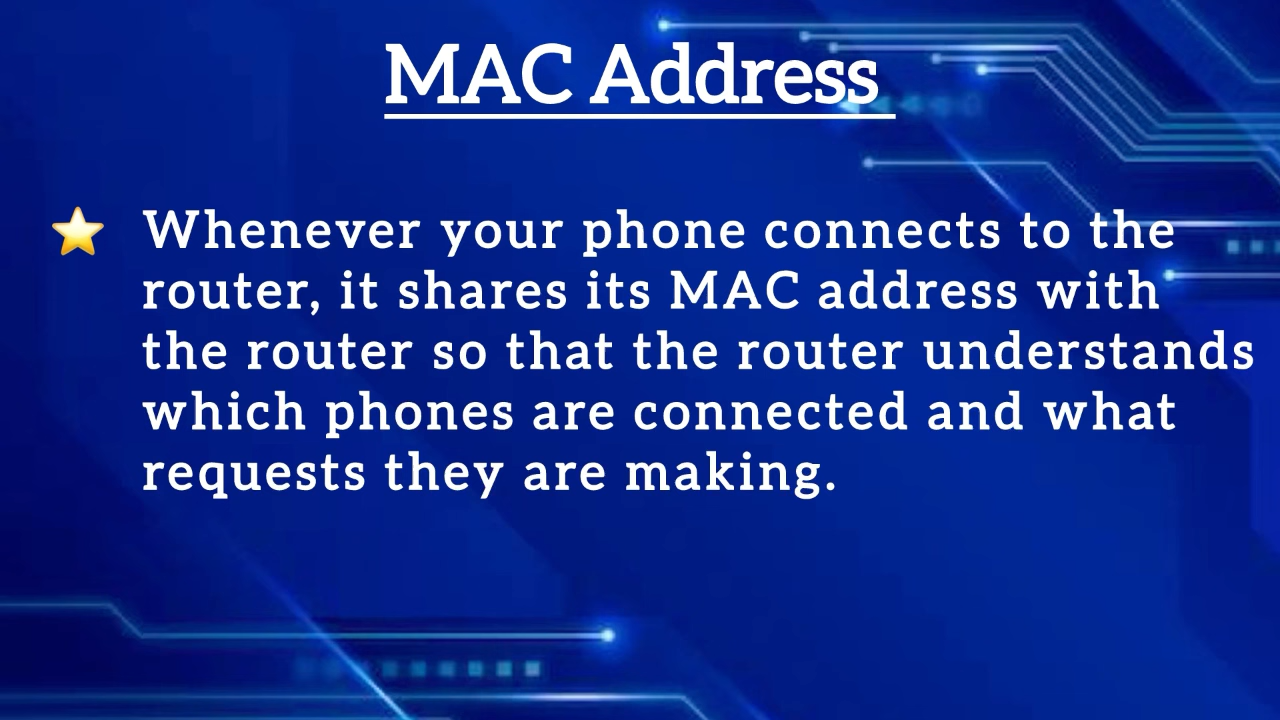 MAC Address
Whenever your phone connects to the
router, it shares its MAC address with
the router so that the router understands
which phones are connected and what
requests they are making.